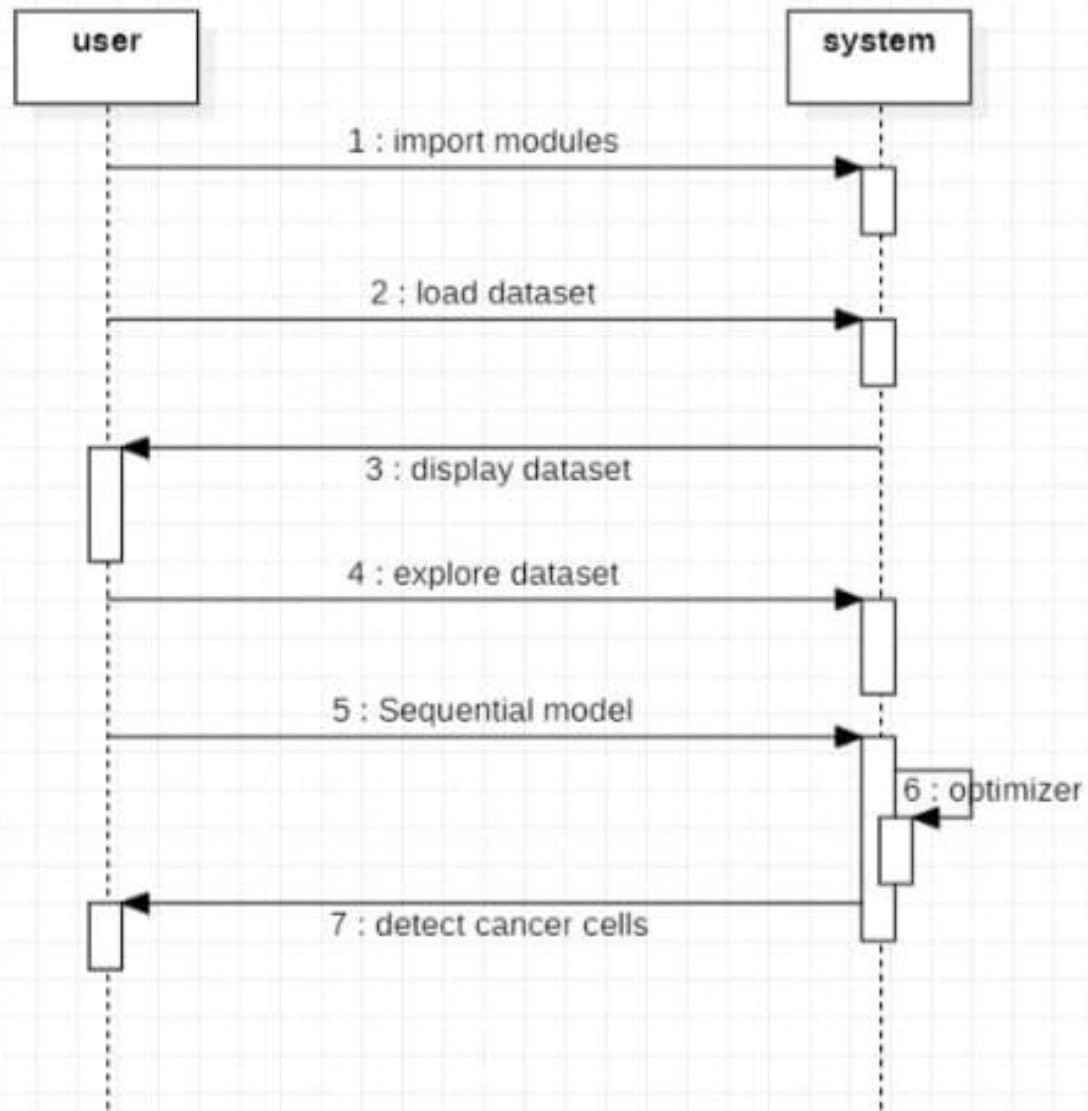 user
system
1 : import modules
2 : load dataset
3 : display dataset
4 : explore dataset
5 : Sequential model
6 : optimizer
7 : detect cancer cells